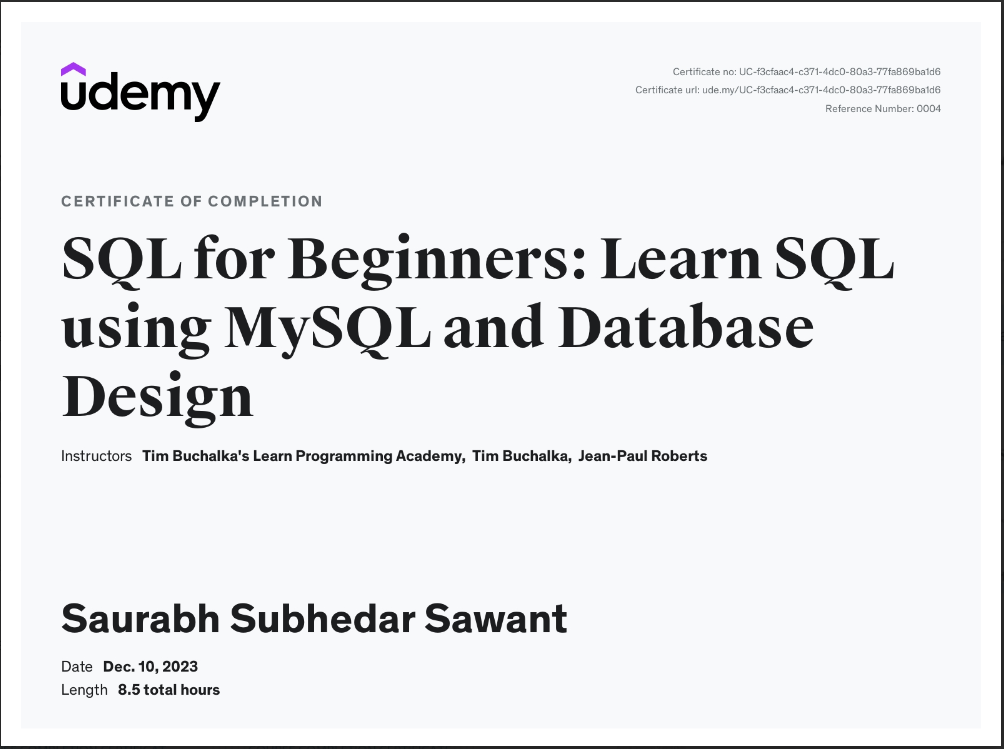 udemy
Certificate no: UC-f3cfaac4-c371-4dc0-80a3-77fa869ba1d6
Certificate url: ude.my/UC-f3cfaac4-c371-4dc0-80a3-77fa869ba1d6
Reference Number: 0004
CERTIFICATE OF COMPLETION
SQL for Beginners: Learn SQL
using MySQL and Database
Design
Instructors Tim Buchalka's Learn Programming Academy, Tim Buchalka, Jean-Paul Roberts
Saurabh Subhedar Sawant
Date Dec. 10, 2023
Length 8.5 total hours